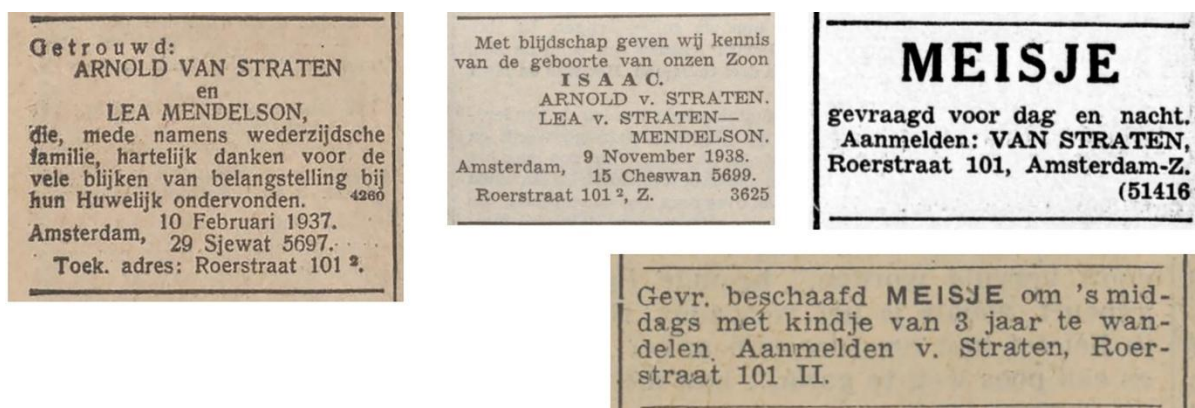 Getrouwd:
ARNOLD VAN STRATEN
en
LEA MENDELSON,
die, mede namens wederzijdsche
familie, hartelijk danken voor de
vele blijken van belangstelling bij
hun Huwelijk ondervonden. 4260
Amsterdam, 10 Februari 1937.
29 Sjewat 5697.
Toek. adres: Roerstraat 101 ².
Met blijdschap geven wij kennis
van de geboorte van onzen Zoon
ISAAC.
ARNOLD v. STRATEN.
LEA v. STRATEN—
MENDELSON.
Amsterdam, 9 November 1938.
15 Cheswan 5699.
Roerstraat 101 ², Z. 3625
MEISJE
gevraagd voor dag en nacht.
Aanmelden: VAN STRATEN,
Roerstraat 101, Amsterdam-Z.
(51416
Gevr. beschaafd MEISJE om 's mid-
dags met kindje van 3 jaar te wan-
delen. Aanmelden v. Straten, Roer-
straat 101 II.